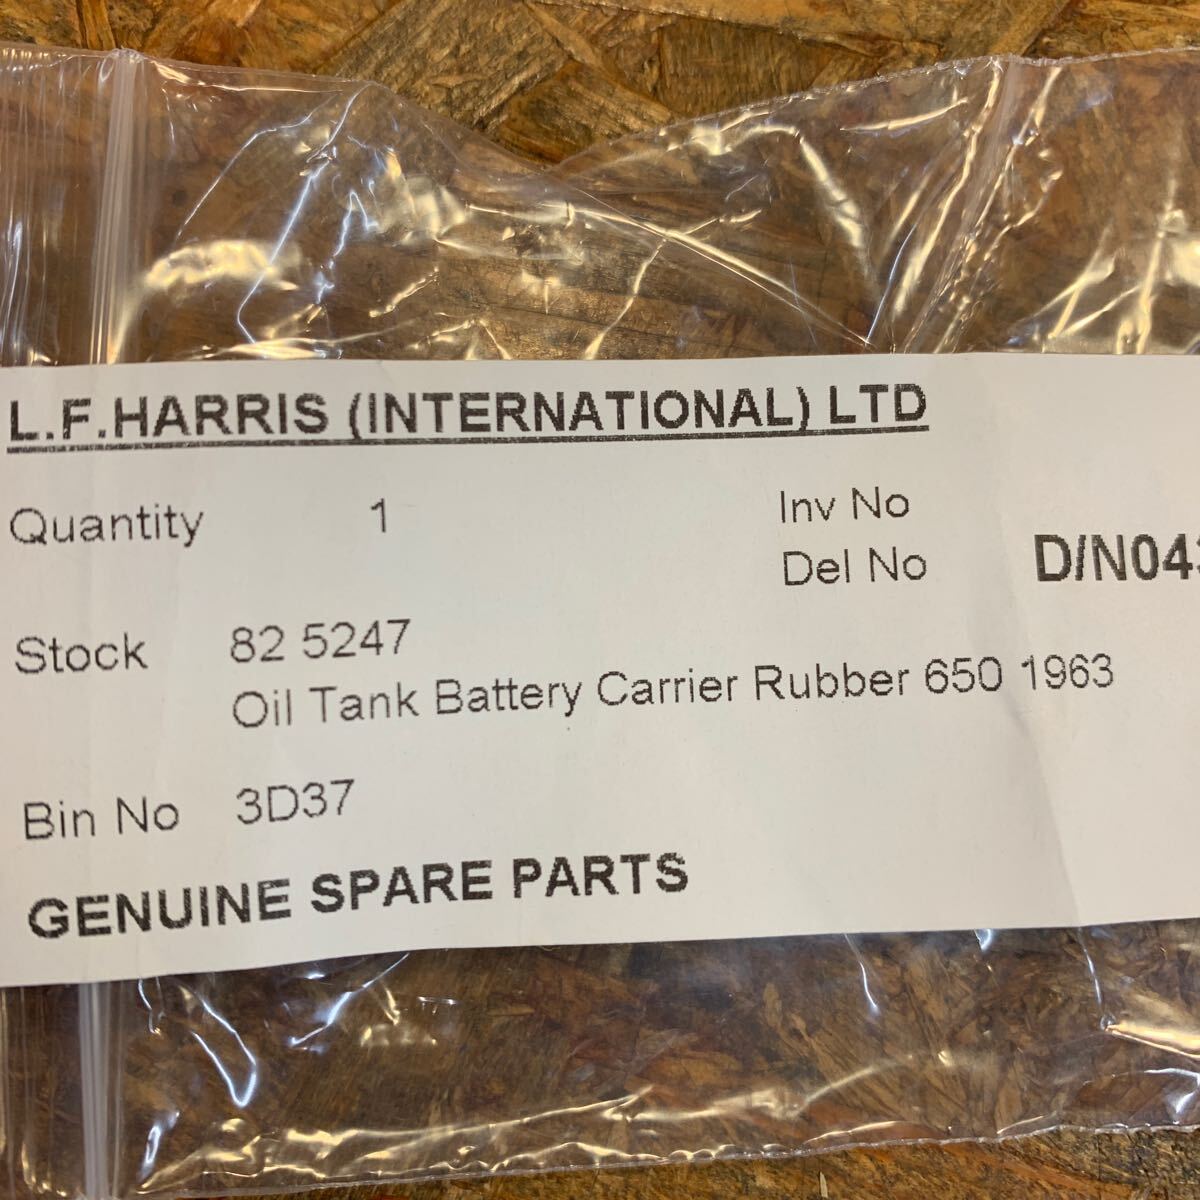 L.F.HARRIS (INTERNATIONAL) LTD
Quantity 1 Inv No
Del No D/N04
Stock 82 5247
Oil Tank Battery Carrier Rubber 650 1963
Bin No 3D37
GENUINE SPARE PARTS